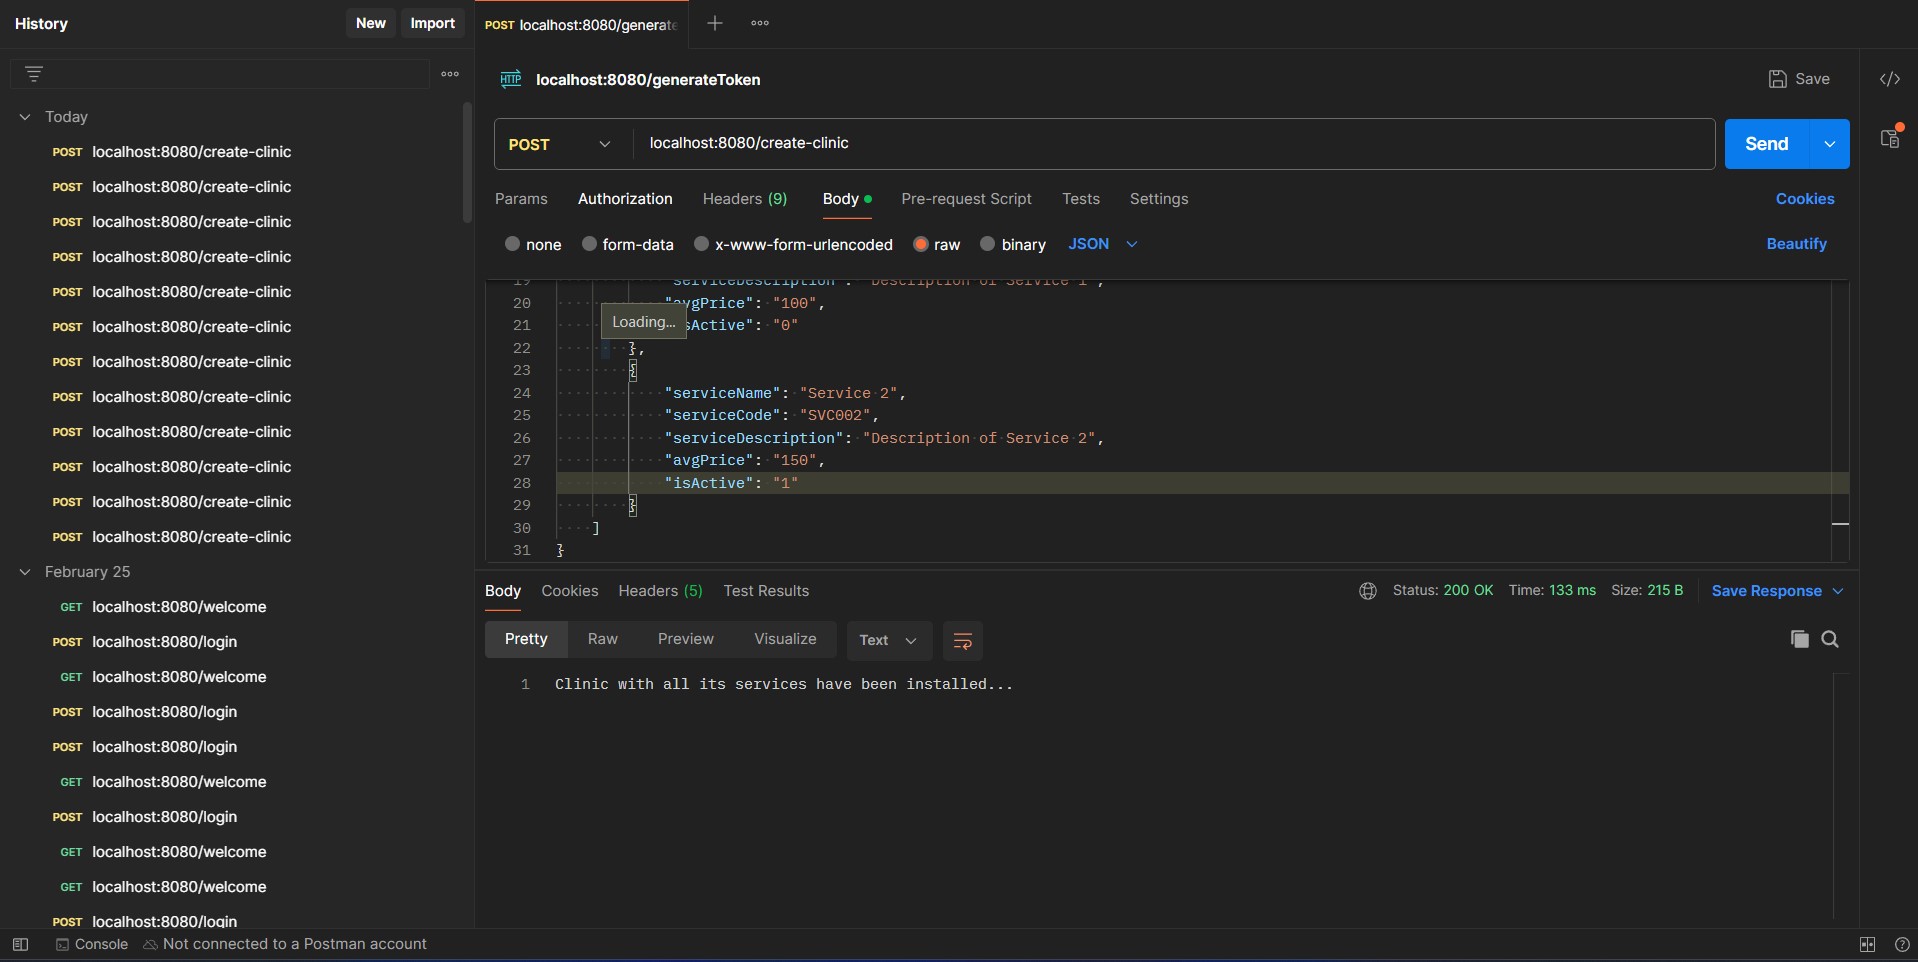 History
New
Import
Today
POST localhost:8080/create-clinic
POST localhost:8080/create-clinic
POST localhost:8080/create-clinic
POST localhost:8080/create-clinic
POST localhost:8080/create-clinic
POST localhost:8080/create-clinic
POST localhost:8080/create-clinic
POST localhost:8080/create-clinic
POST localhost:8080/create-clinic
POST localhost:8080/create-clinic
POST localhost:8080/create-clinic
POST localhost:8080/create-clinic
February 25
GET localhost:8080/welcome
POST localhost:8080/login
GET localhost:8080/welcome
POST localhost:8080/login
POST localhost:8080/login
GET localhost:8080/welcome
POST localhost:8080/login
GET localhost:8080/welcome
GET localhost:8080/welcome
POST localhost:8080/login
POST localhost:8080/generate
HTTP localhost:8080/generateToken
Save
</>
POST localhost:8080/create-clinic
Send
Params Authorization Headers (9) Body Pre-request Script Tests Settings Cookies
none form-data x-www-form-urlencoded raw binary JSON Beautify
19 "serviceDescription": "Description of Service 1",
20 "avgPrice": "100",
Loading...
21 sActive": "0"
22 },
23 {
24 "serviceName": "Service 2",
25 "serviceCode": "SVC002",
26 "serviceDescription": "Description of Service 2",
27 "avgPrice": "150",
28 "isActive": "1"
29 }
30 ]
31 }
Body Cookies Headers (5) Test Results Status: 200 OK Time: 133 ms Size: 215 B Save Response
Pretty Raw Preview Visualize Text
1 Clinic with all its services have been installed...
Console Not connected to a Postman account